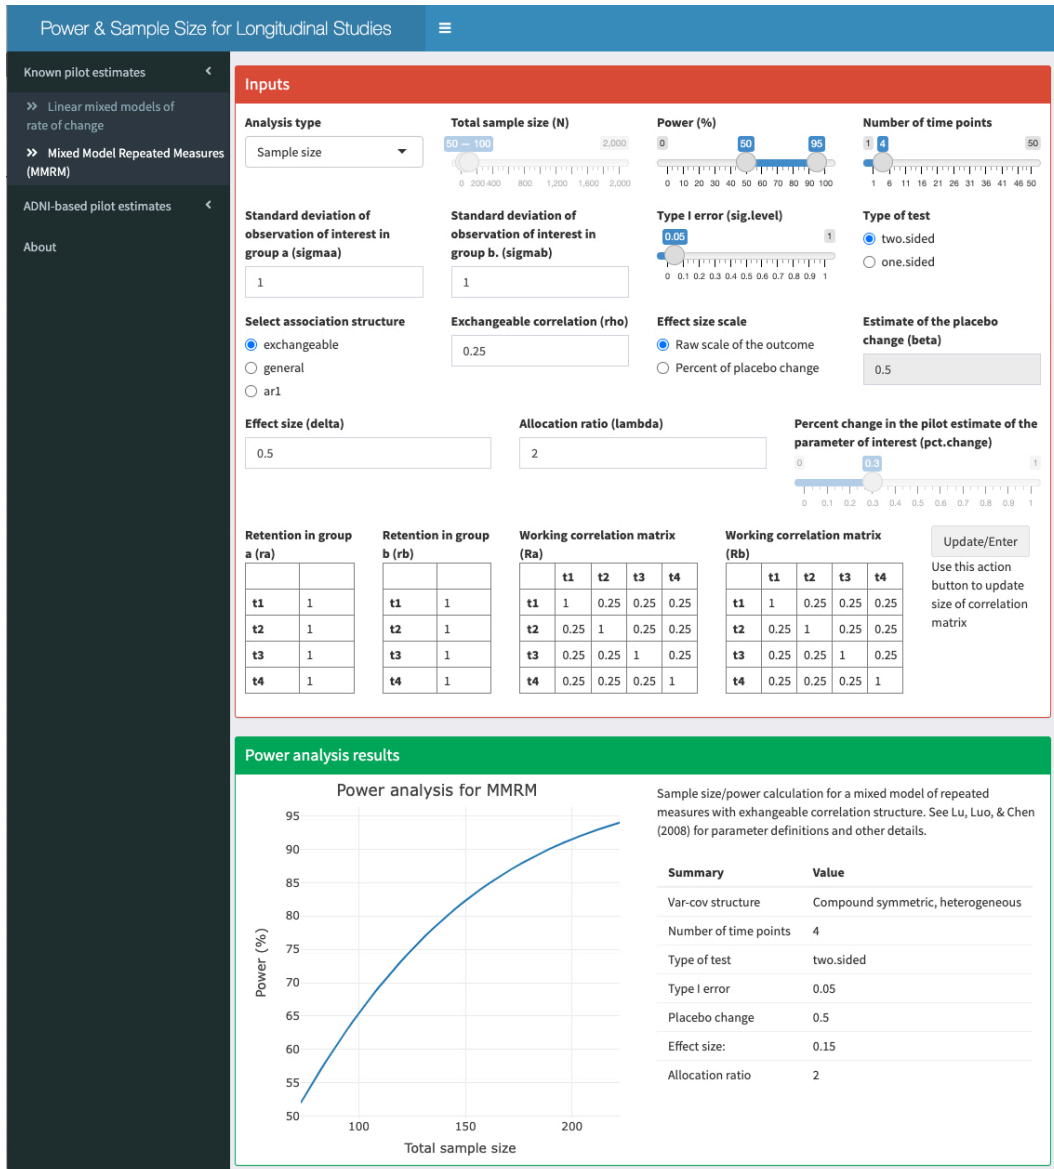 Power & Sample Size for Longitudinal Studies
Known pilot estimates
Linear mixed models of
rate of change
Mixed Model Repeated Measures
(MMRM)
ADNI-based pilot estimates
About
Inputs
Analysis type
Sample size
Total sample size (N)
50 — 100 2,000
0 200 400 800 1,200 1,600 2,000
Power (%)
0 50 95
0 10 20 30 40 50 60 70 80 90 100
Number of time points
1 4 50
1 6 11 16 21 26 31 36 41 46 50
Standard deviation of
observation of interest in
group a (sigmaa)
1
Standard deviation of
observation of interest in
group b. (sigmab)
1
Type I error (sig.level)
0.05 1
0 0.1 0.2 0.3 0.4 0.5 0.6 0.7 0.8 0.9 1
Type of test
two.sided
one.sided
Select association structure
exchangeable
general
ar1
Exchangeable correlation (rho)
0.25
Effect size scale
Raw scale of the outcome
Percent of placebo change
Estimate of the placebo
change (beta)
0.5
Effect size (delta)
0.5
Allocation ratio (lambda)
2
Percent change in the pilot estimate of the
parameter of interest (pct.change)
0 0.3 1
0 0.1 0.2 0.3 0.4 0.5 0.6 0.7 0.8 0.9 1
Retention in group
a (ra)
t1 1
t2 1
t3 1
t4 1
Retention in group
b (rb)
t1 1
t2 1
t3 1
t4 1
Working correlation matrix
(Ra)
t1 t2 t3 t4
t1 1 0.25 0.25 0.25
t2 0.25 1 0.25 0.25
t3 0.25 0.25 1 0.25
t4 0.25 0.25 0.25 1
Working correlation matrix
(Rb)
t1 t2 t3 t4
t1 1 0.25 0.25 0.25
t2 0.25 1 0.25 0.25
t3 0.25 0.25 1 0.25
t4 0.25 0.25 0.25 1
Update/Enter
Use this action
button to update
size of correlation
matrix
Power analysis results
Power analysis for MMRM
95
90
85
80
75
70
65
60
55
50
Power (%)
100 150 200
Total sample size
Sample size/power calculation for a mixed model of repeated
measures with exhangeable correlation structure. See Lu, Luo, & Chen
(2008) for parameter definitions and other details.
Summary Value
Var-cov structure Compound symmetric, heterogeneous
Number of time points 4
Type of test two.sided
Type I error 0.05
Placebo change 0.5
Effect size: 0.15
Allocation ratio 2